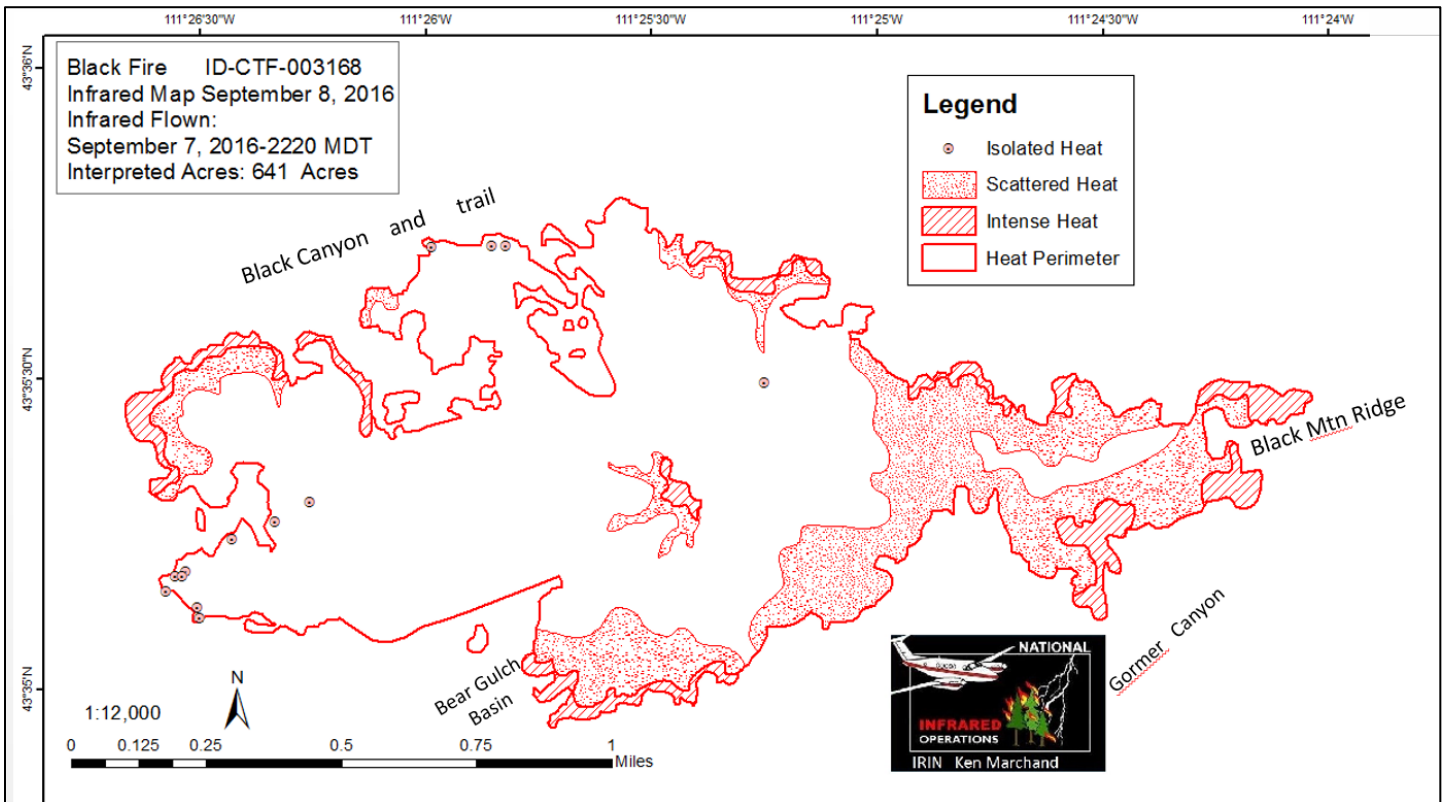 111°26'30"W 111°26'W 111°25'30"W 111°25'W 111°24'30"W 111°24'W
43°36'N
43°35'30"N
43°35'N
Black Fire ID-CTF-003168
Infrared Map September 8, 2016
Infrared Flown:
September 7, 2016-2220 MDT
Interpreted Acres: 641 Acres
Legend
Isolated Heat
Scattered Heat
Intense Heat
Heat Perimeter
Black Canyon and trail
Black Mtn Ridge
Gormer Canyon
Bear Gulch
Basin
N
1:12,000
0 0.125 0.25 0.5 0.75 1
Miles
NATIONAL
INFRARED
OPERATIONS
IRIN Ken Marchand